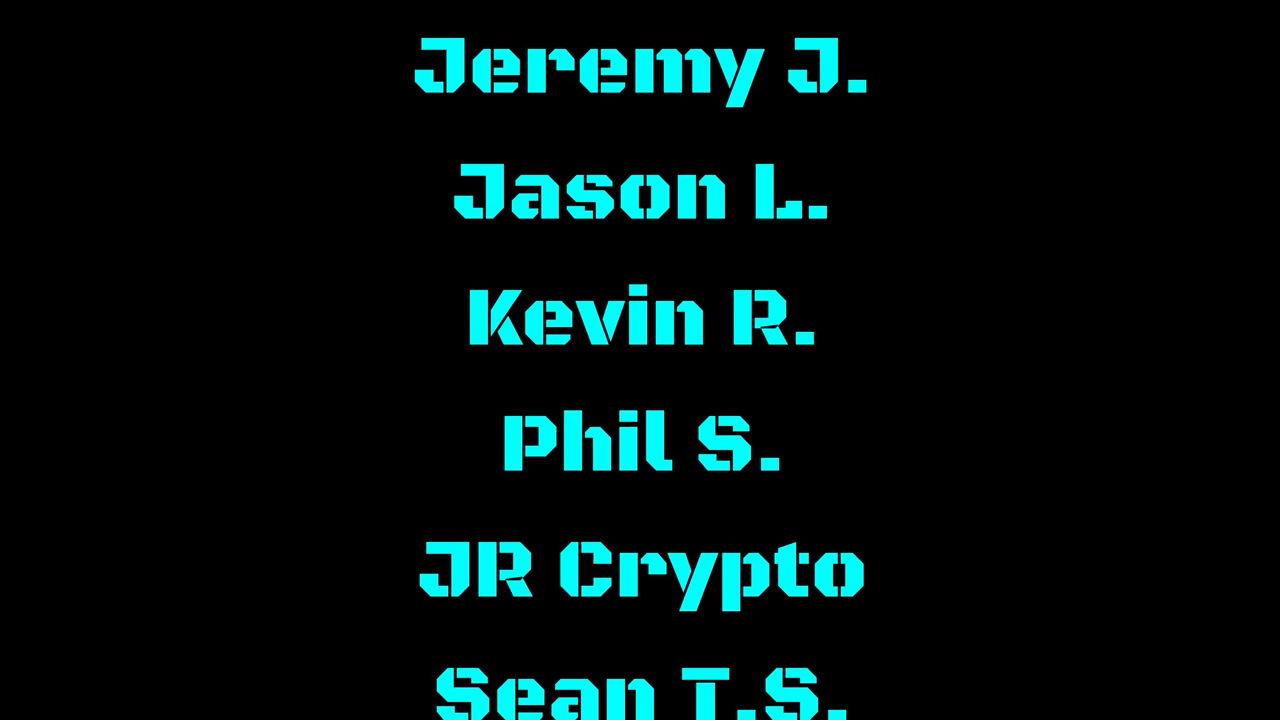 Jeremy J.
Jason L.
Kevin R.
Phil S.
JR Crypto
Sean T.S.